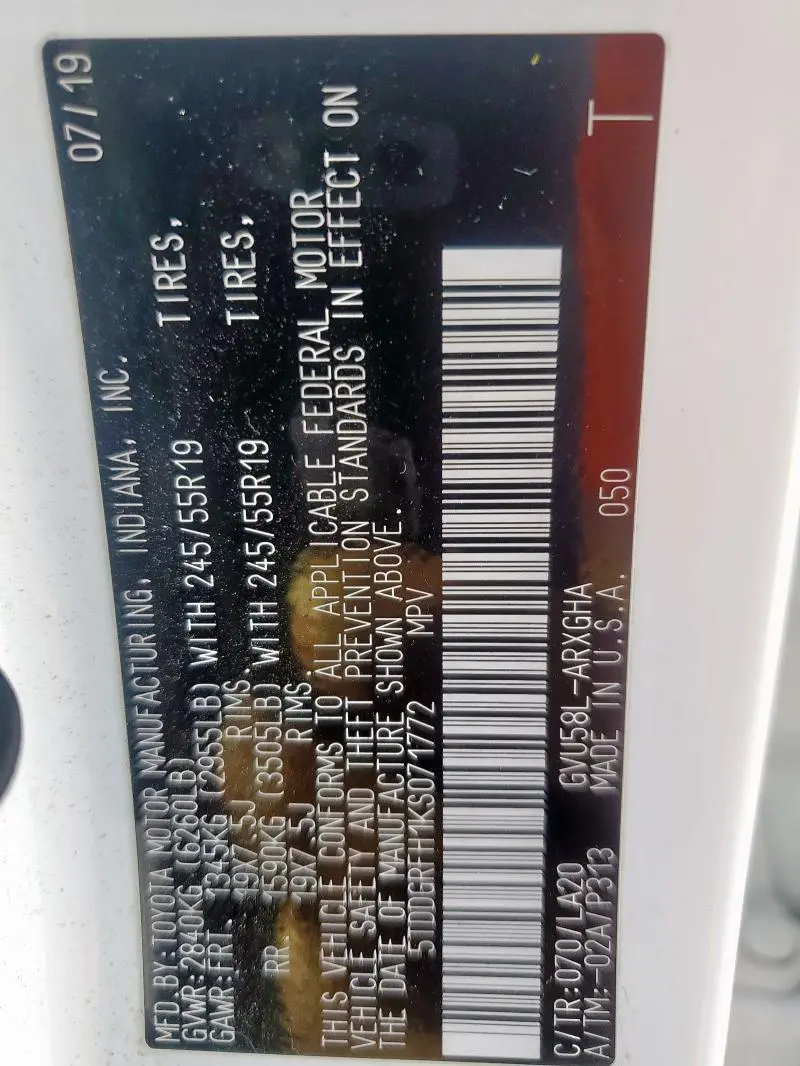 MFD.BY:TOYOTA MOTOR MANUFACTURING, INDIANA, INC. 07/19
GVWR:2840KG (6260LB)
GAWR:FRT. 1345KG (2955LB) WITH 245/55R19 TIRES,
19X7.5J RIMS.
RR. 1590KG (3505LB) WITH 245/55R19 TIRES,
19X7.5J RIMS
THIS VEHICLE CONFORMS TO ALL APPLICABLE FEDERAL MOTOR
VEHICLE SAFETY AND THEFT PREVENTION STANDARDS IN EFFECT ON
THE DATE OF MANUFACTURE SHOWN ABOVE.
5TDDGRFH1KS071772 MPV
C/TR:070/LA20 GVU58L-ARXGHA
A/TM:-02A/P313 MADE IN U.S.A. 050 T